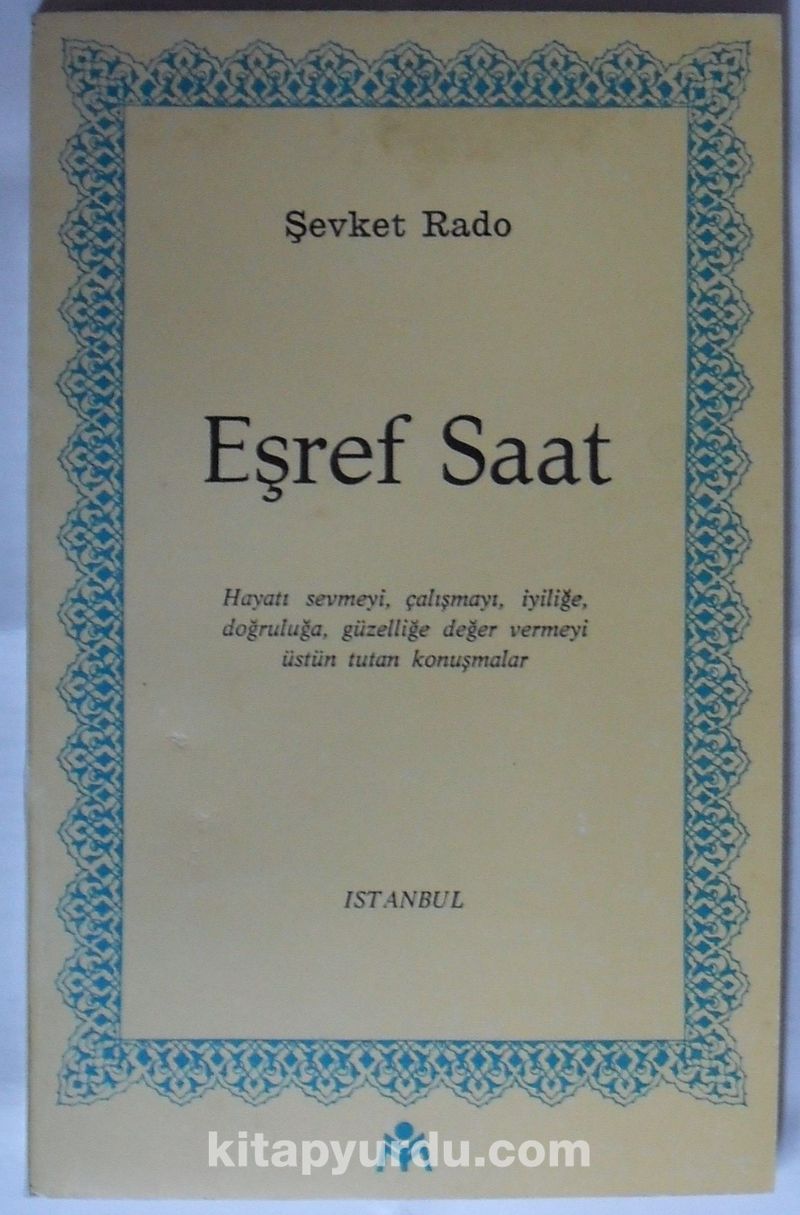 Şevket Rado
Eşref Saat
Hayatı sevmeyi, çalışmayı, iyiliğe,
doğruluğa, güzelliğe değer vermeyi
üstün tutan konuşmalar
ISTANBUL
kitapyurdu.com